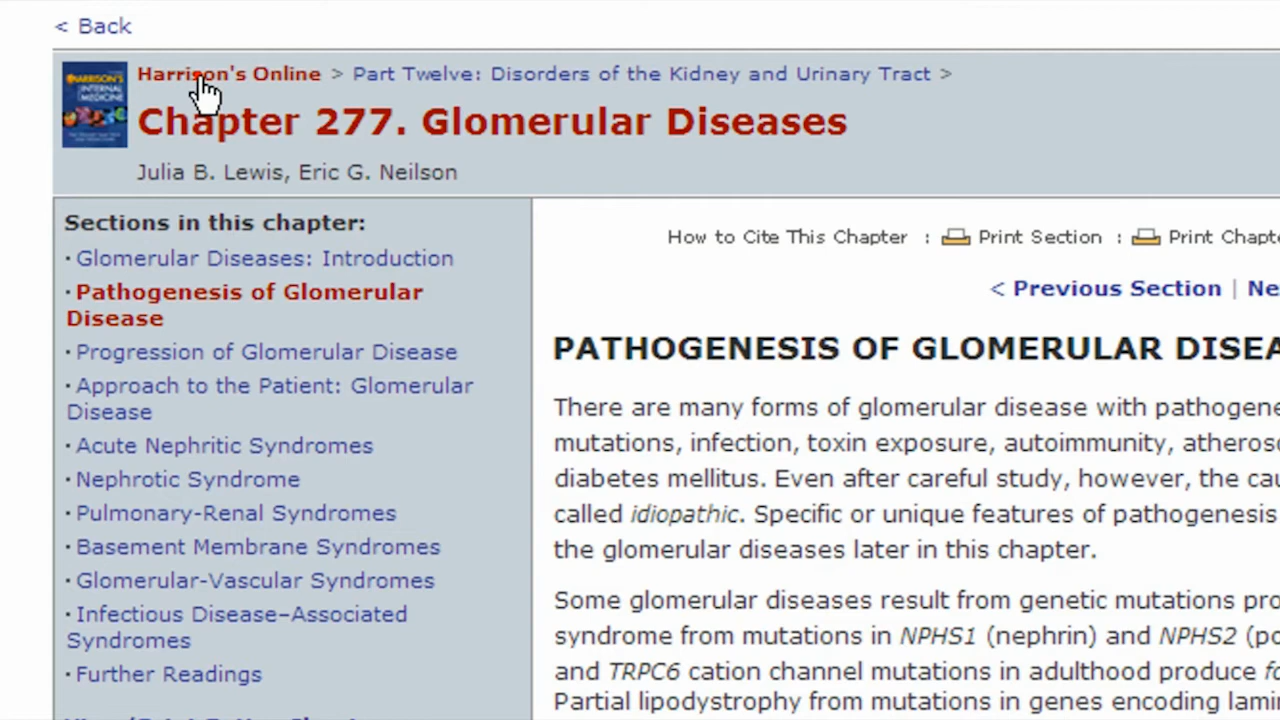 < Back
Harrison's Online > Part Twelve: Disorders of the Kidney and Urinary Tract >
HARRISON'S
INTERNAL
MEDICINE
Chapter 277. Glomerular Diseases
Julia B. Lewis, Eric G. Neilson
Sections in this chapter:
· Glomerular Diseases: Introduction
· Pathogenesis of Glomerular
Disease
· Progression of Glomerular Disease
· Approach to the Patient: Glomerular
Disease
· Acute Nephritic Syndromes
· Nephrotic Syndrome
· Pulmonary-Renal Syndromes
· Basement Membrane Syndromes
· Glomerular-Vascular Syndromes
· Infectious Disease–Associated
Syndromes
· Further Readings
How to Cite This Chapter : Print Section : Print Chapte
< Previous Section | Ne
PATHOGENESIS OF GLOMERULAR DISEA
There are many forms of glomerular disease with pathogene
mutations, infection, toxin exposure, autoimmunity, atheros
diabetes mellitus. Even after careful study, however, the cau
called idiopathic. Specific or unique features of pathogenesis
the glomerular diseases later in this chapter.
Some glomerular diseases result from genetic mutations pro
syndrome from mutations in NPHS1 (nephrin) and NPHS2 (po
and TRPC6 cation channel mutations in adulthood produce fo
Partial lipodystrophy from mutations in genes encoding lami